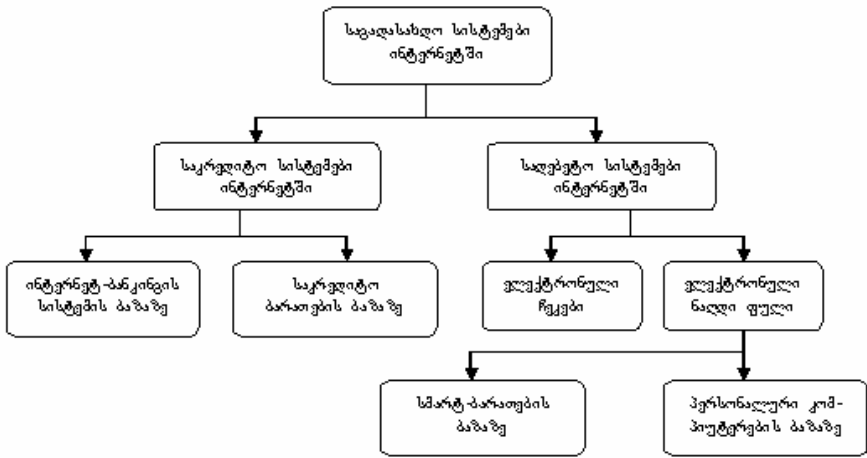 საგადასახდო სისტემები
ინტერნეტში
საკრედიტო სისტემები
ინტერნეტში
სადებეტო სისტემები
ინტერნეტში
ინტერნეტ-ბანკინგის
სისტემის ბაზაზე
საკრედიტო
ბარათების ბაზაზე
ელექტრონული
ჩეკები
ელექტრონული
ნაღდი ფული
სმარტ-ბარათების
ბაზაზე
პერსონალური კომ-
პიუტერების ბაზაზე